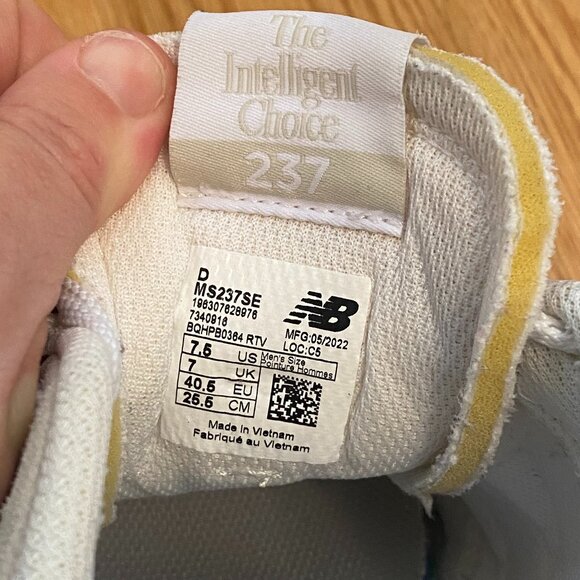 The
Intelligent
Choice
237
D
MS237SE
196307628976
7340916
BQHPB0364 RTV
NB
MFG:05/2022
LOC:C5
7.5 US Men's Size Pointure Hommes
7 UK
40.5 EU
25.5 CM
Made in Vietnam
Fabriqué au Vietnam